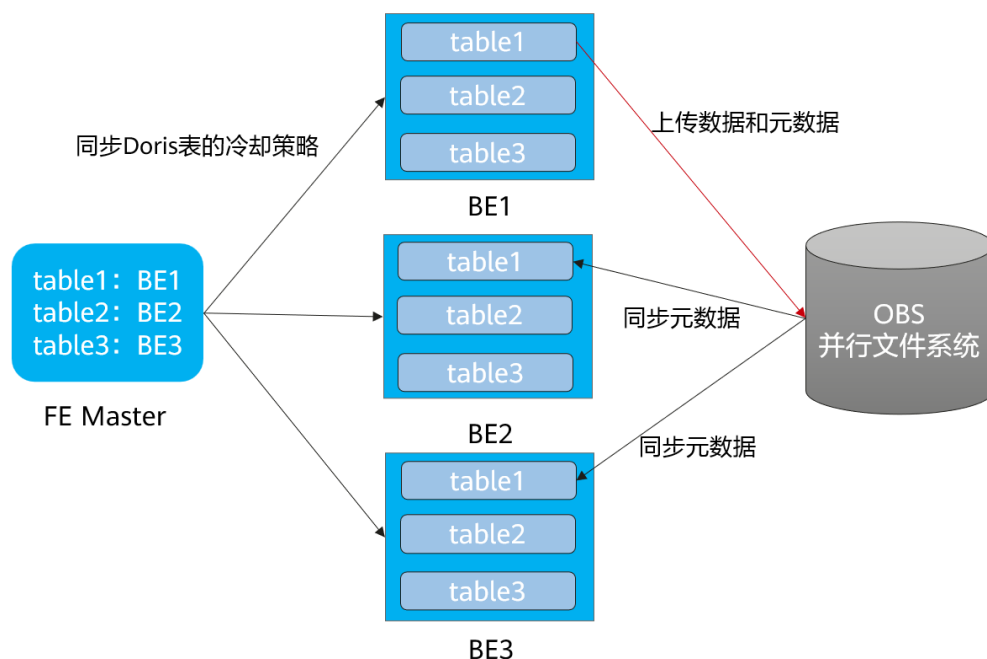 table1
table2
table3
BE1
同步Doris表的冷却策略
上传数据和元数据
table1：BE1
table2：BE2
table3：BE3
FE Master
table1
table2
table3
BE2
同步元数据
OBS
并行文件系统
同步元数据
table1
table2
table3
BE3